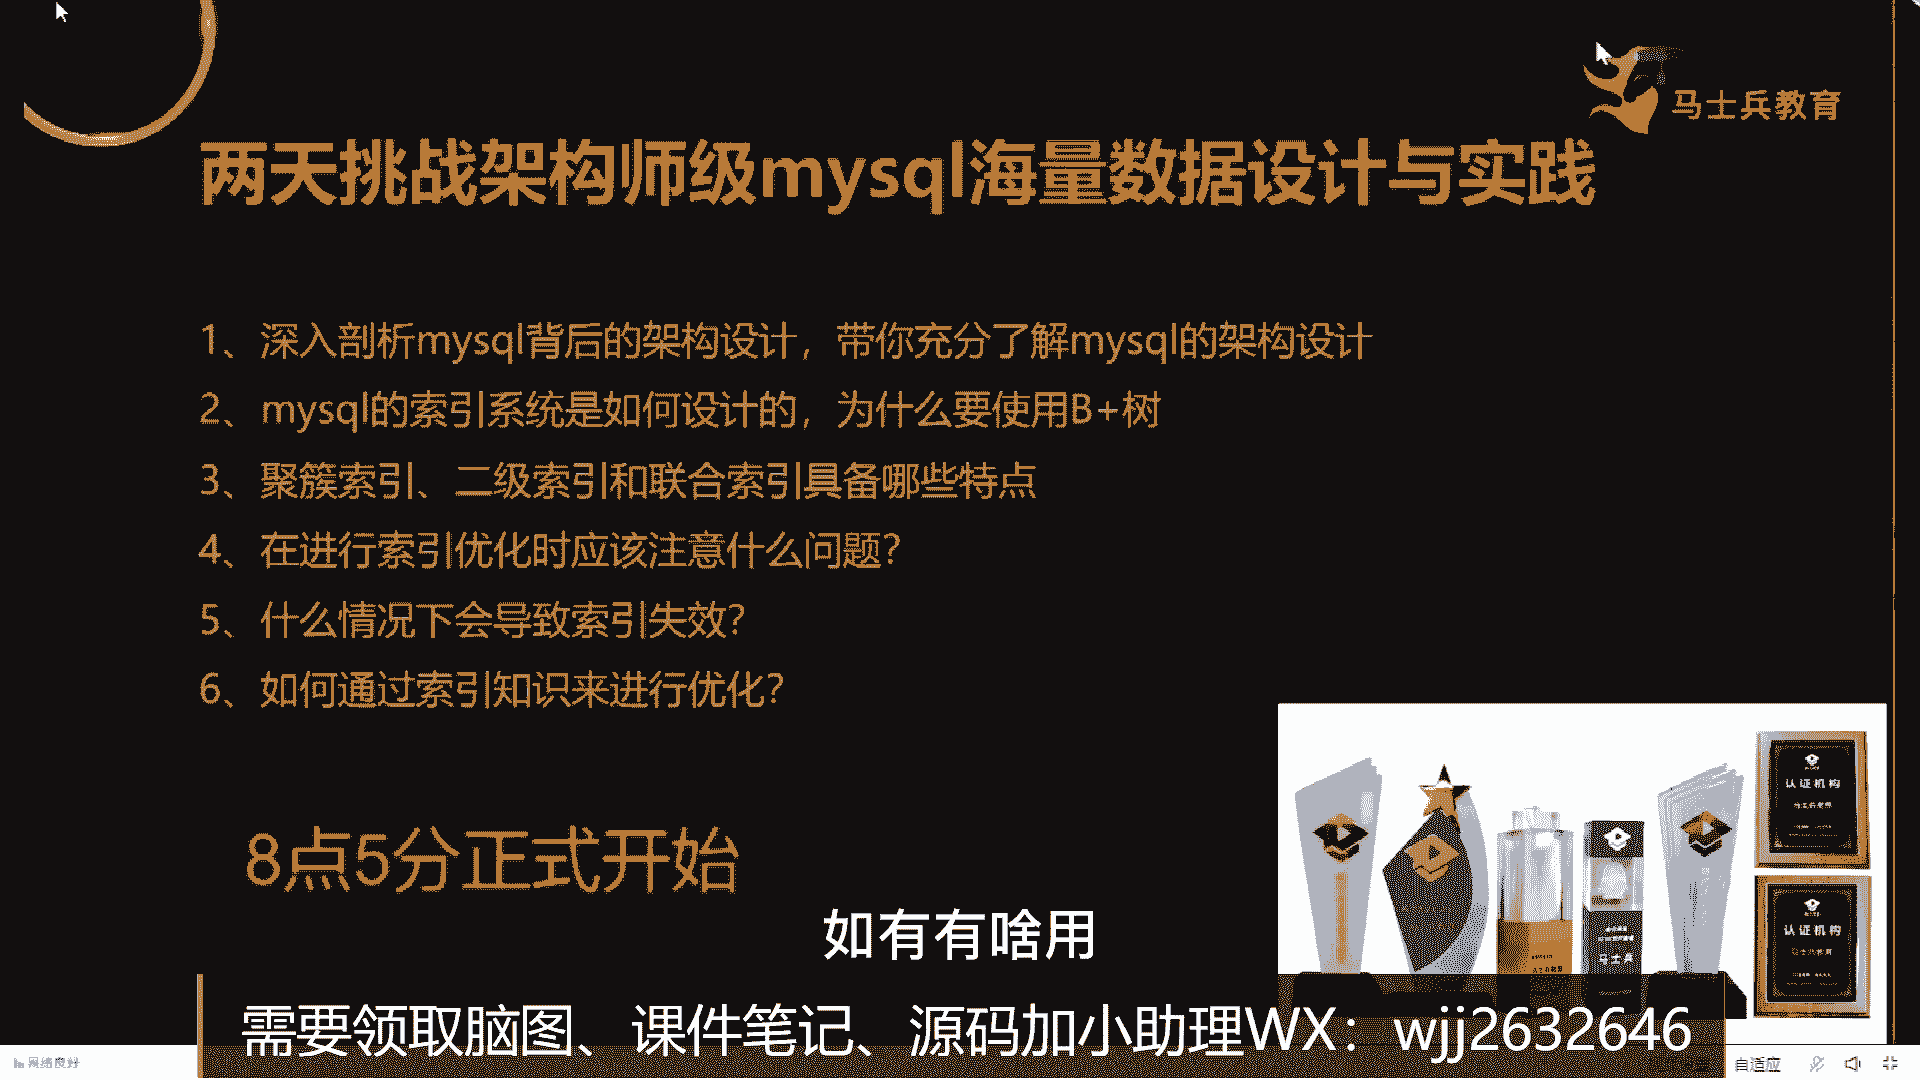 马士兵教育
两天挑战架构师级mysql海量数据设计与实践
1、深入剖析mysql背后的架构设计，带你充分了解mysql的架构设计
2、mysql的索引系统是如何设计的，为什么要使用B+树
3、聚簇索引、二级索引和联合索引具备哪些特点
4、在进行索引优化时应该注意什么问题？
5、什么情况下会导致索引失效？
6、如何通过索引知识来进行优化？
8点5分正式开始
认证机构
认证机构
马士兵
如有有啥用
需要领取脑图、课件笔记、源码加小助理WX：wjj2632646
网络良好
自适应